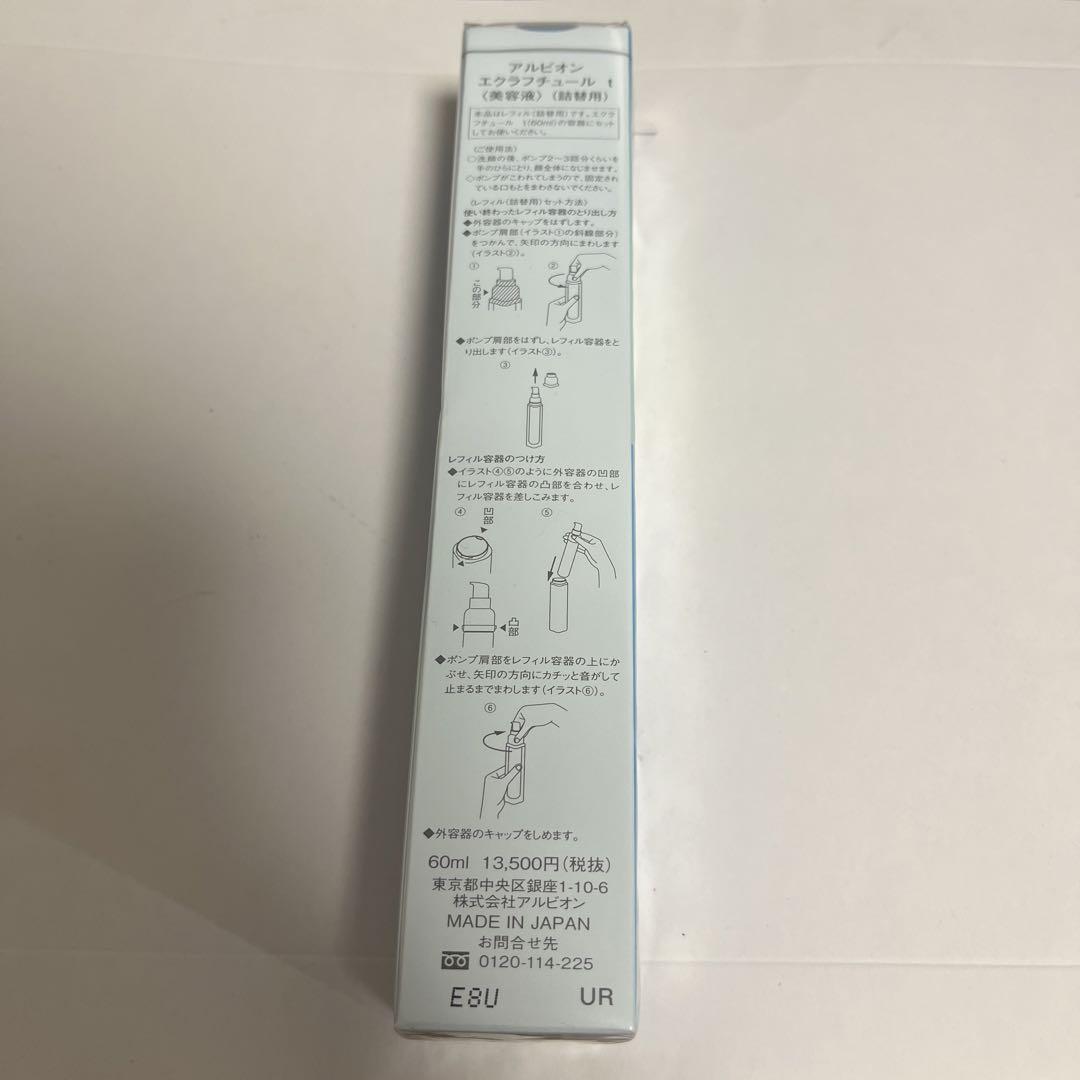 アルビオン
エクラフチュール t
〈美容液〉〈詰替用〉
本品はレフィル(詰替用)です。エクラ
フチュール t(60ml)の容器にセット
してお使いください。
〈ご使用法〉
○洗顔の後、ポンプ2〜3回分くらいを
手のひらにとり、顔全体になじませます。
○ポンプがこわれてしまうので、固定され
ている口もとをまわさないでください。
〈レフィル(詰替用)セット方法〉
使い終わったレフィル容器のとり出し方
◆外容器のキャップをはずします。
◆ポンプ肩部(イラスト①の斜線部分)
をつかんで、矢印の方向にまわします
(イラスト②)。
① ②
この部分
◆ポンプ肩部をはずし、レフィル容器をと
り出します(イラスト③)。
③
レフィル容器のつけ方
◆イラスト④⑤のように外容器の凹部
にレフィル容器の凸部を合わせ、レ
フィル容器を差しこみます。
④ 凹部 ⑤
凸部
◆ポンプ肩部をレフィル容器の上にか
ぶせ、矢印の方向にカチッと音がして
止まるまでまわします(イラスト⑥)。
⑥
◆外容器のキャップをしめます。
60ml 13,500円(税抜)
東京都中央区銀座1-10-6
株式会社アルビオン
MADE IN JAPAN
お問合せ先
0120-114-225
E8U UR